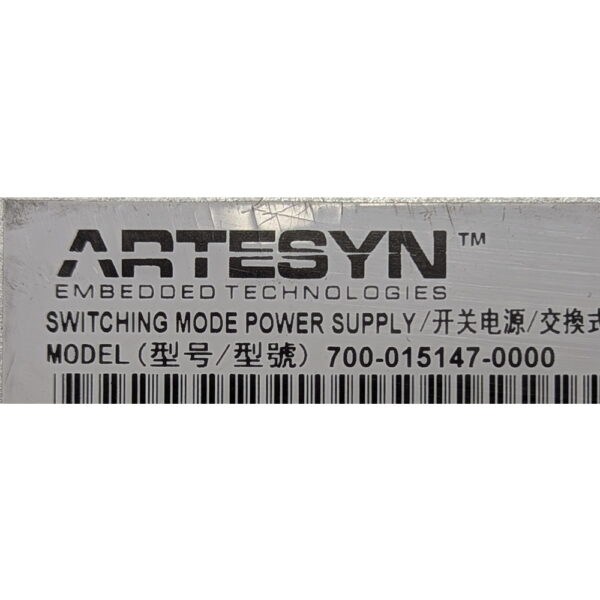 ARTESYN™
EMBEDDED TECHNOLOGIES
SWITCHING MODE POWER SUPPLY/开关电源/交換式
MODEL (型号/型號) 700-015147-0000